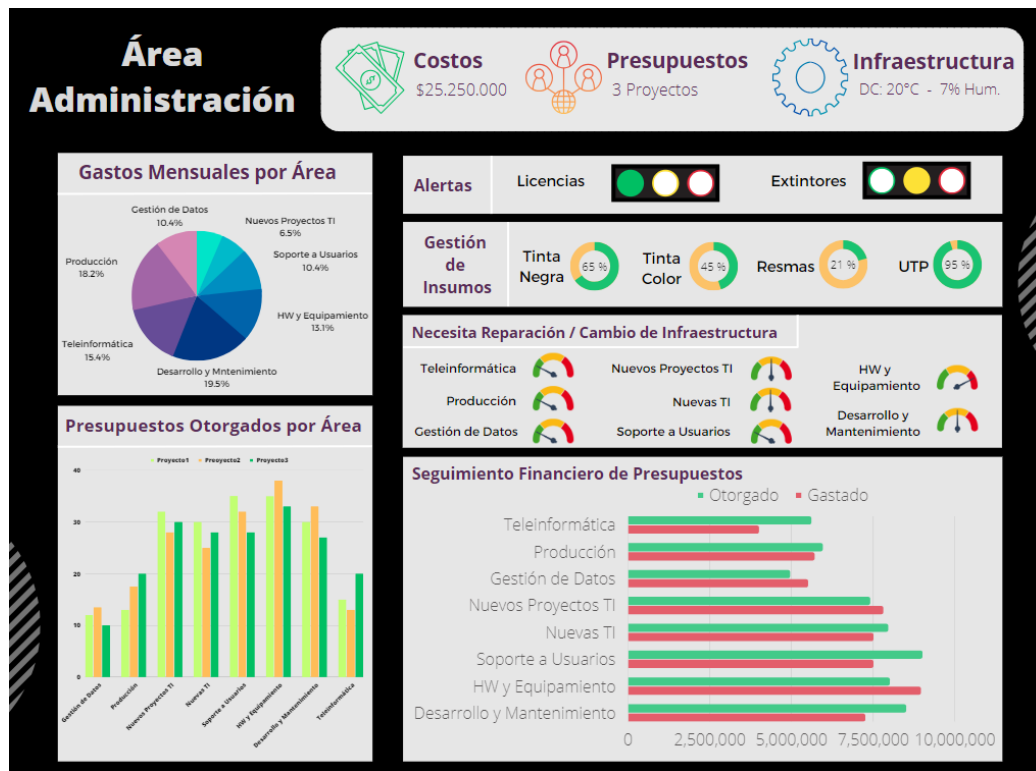 Área
Administración
Costos
$25.250.000
Presupuestos
3 Proyectos
Infraestructura
DC: 20°C - 7% Hum.
Gastos Mensuales por Área
Gestión de Datos
10.4%
Nuevos Proyectos TI
6.5%
Soporte a Usuarios
10.4%
HW y Equipamiento
13.1%
Desarrollo y Mntenimiento
19.5%
Teleinformática
15.4%
Producción
18.2%
Alertas
Licencias
Extintores
Gestión
de
Insumos
Tinta
Negra
65 %
Tinta
Color
45 %
Resmas
21 %
UTP
95 %
Necesita Reparación / Cambio de Infraestructura
Teleinformática
Nuevos Proyectos TI
HW y
Equipamiento
Producción
Nuevas TI
Desarrollo y
Mantenimiento
Gestión de Datos
Soporte a Usuarios
Presupuestos Otorgados por Área
Proyecto1 Preoyecto2 Proyecto3
40
30
20
10
0
Gestión de Datos
Producción
Nuevos Proyectos TI
Nuevas TI
Soporte a Usuarios
HW y Equipamiento
Desarrollo y Mantenimiento
Teleinformática
Seguimiento Financiero de Presupuestos
Otorgado Gastado
Teleinformática
Producción
Gestión de Datos
Nuevos Proyectos TI
Nuevas TI
Soporte a Usuarios
HW y Equipamiento
Desarrollo y Mantenimiento
0 2,500,000 5,000,000 7,500,000 10,000,000